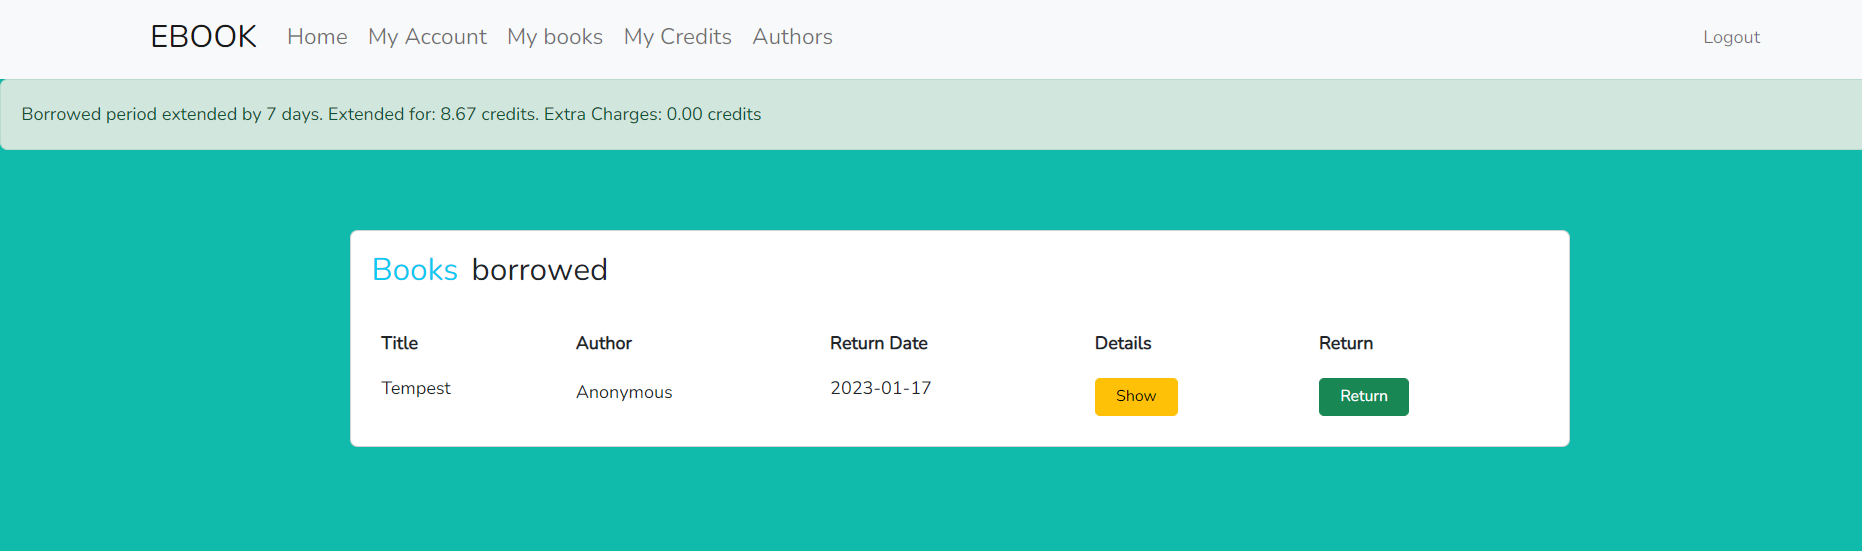 EBOOK Home My Account My books My Credits Authors Logout
Borrowed period extended by 7 days. Extended for: 8.67 credits. Extra Charges: 0.00 credits
Books borrowed
Title Author Return Date Details Return
Tempest Anonymous 2023-01-17 Show Return